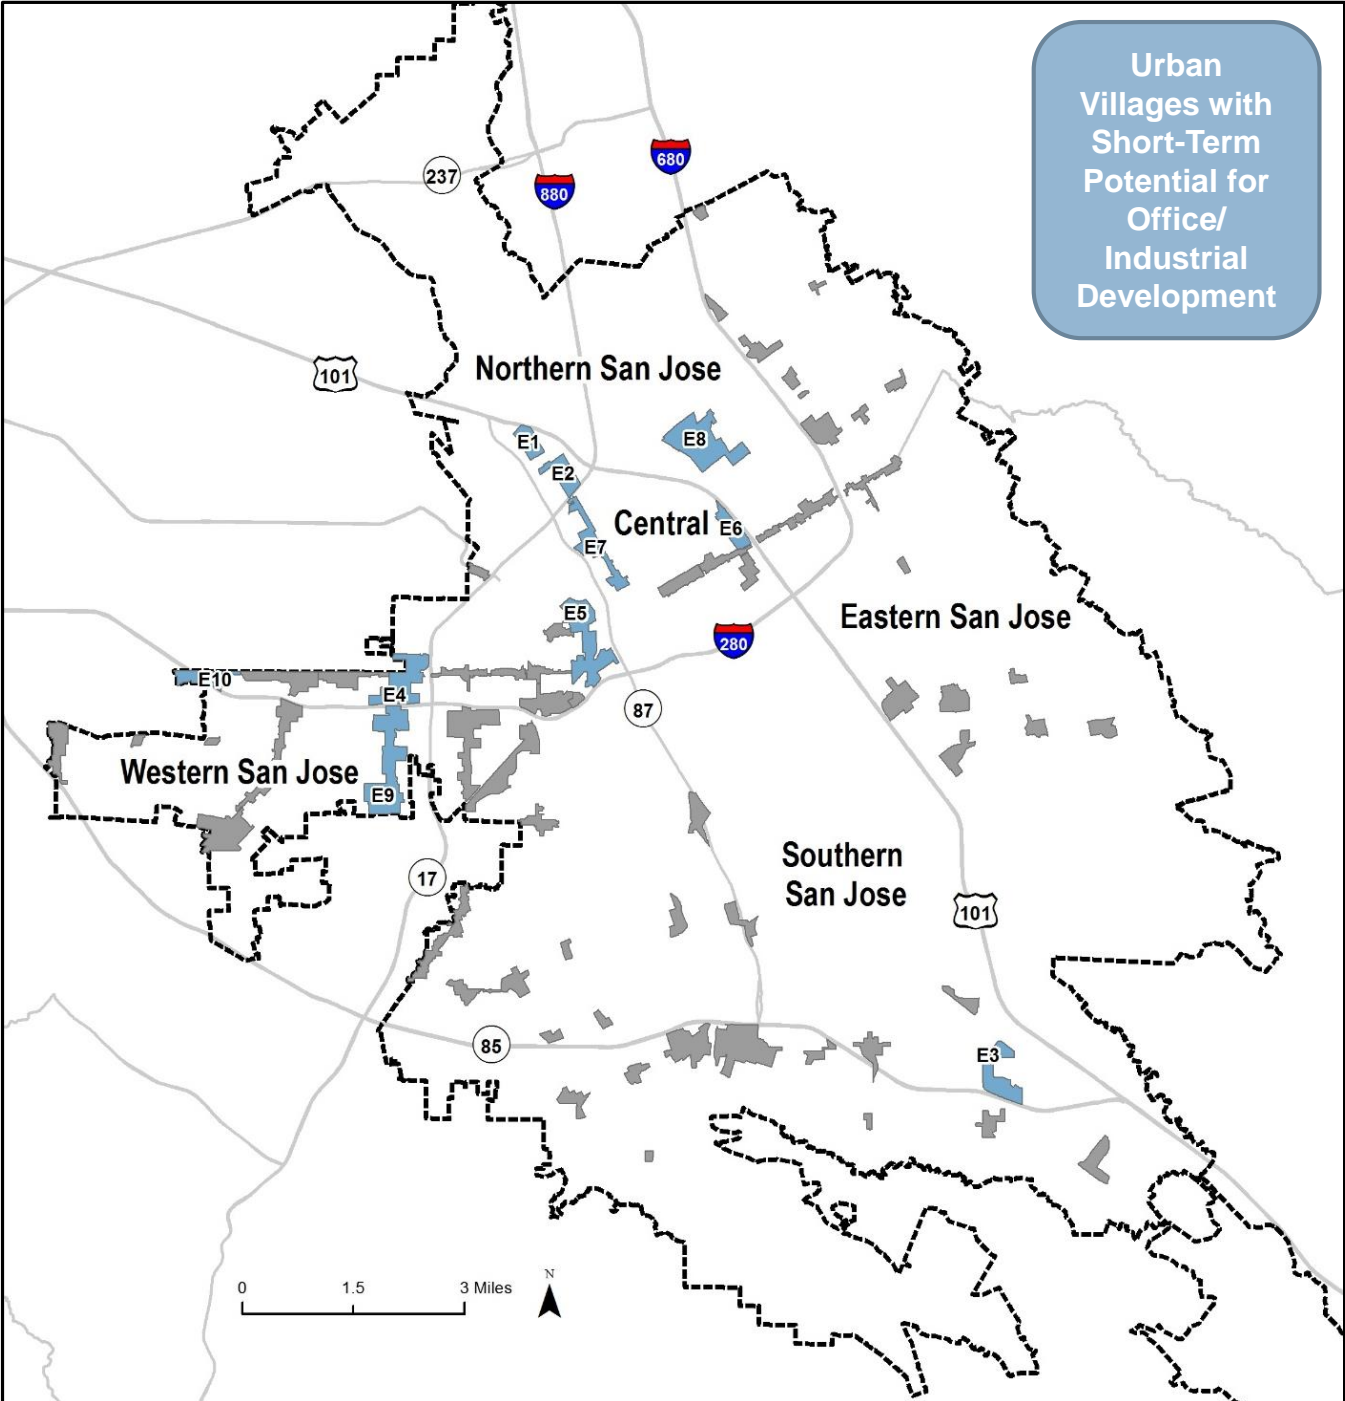 Urban
Villages with
Short-Term
Potential for
Office/
Industrial
Development
680
237
880
101
Northern San Jose
E1
E8
E2
Central
E6
E7
E5
Eastern San Jose
280
E10
E4
87
Western San Jose
E9
Southern
San Jose
17
101
85
E3
0 1.5 3 Miles
N